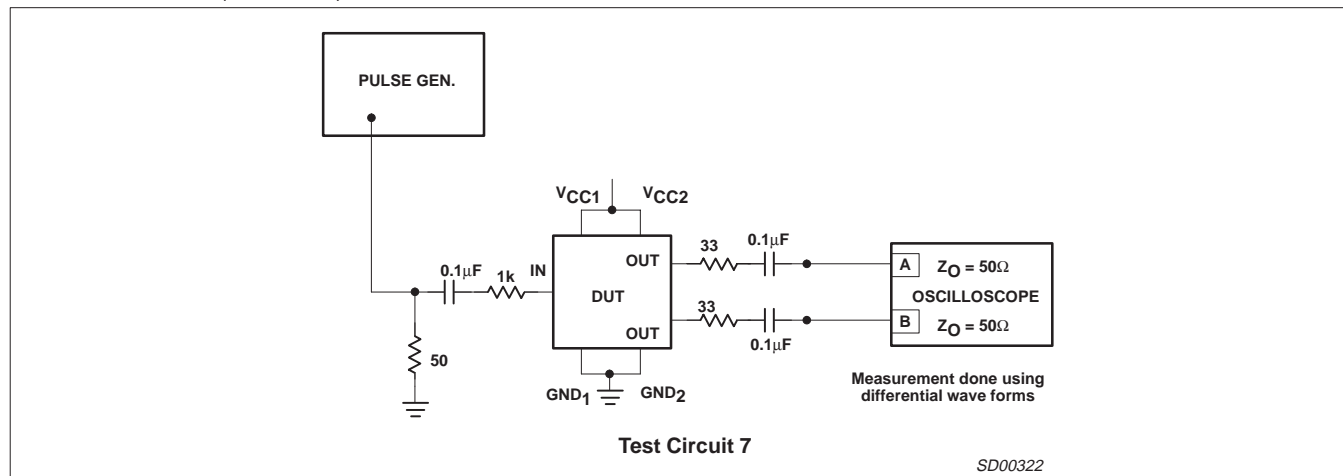 PULSE GEN.
VCC1 VCC2
33 0.1μF
0.1μF 1k IN OUT A ZO = 50Ω
DUT 33 OSCILLOSCOPE
OUT B ZO = 50Ω
50 0.1μF
GND1 GND2
Measurement done using
differential wave forms
Test Circuit 7
SD00322